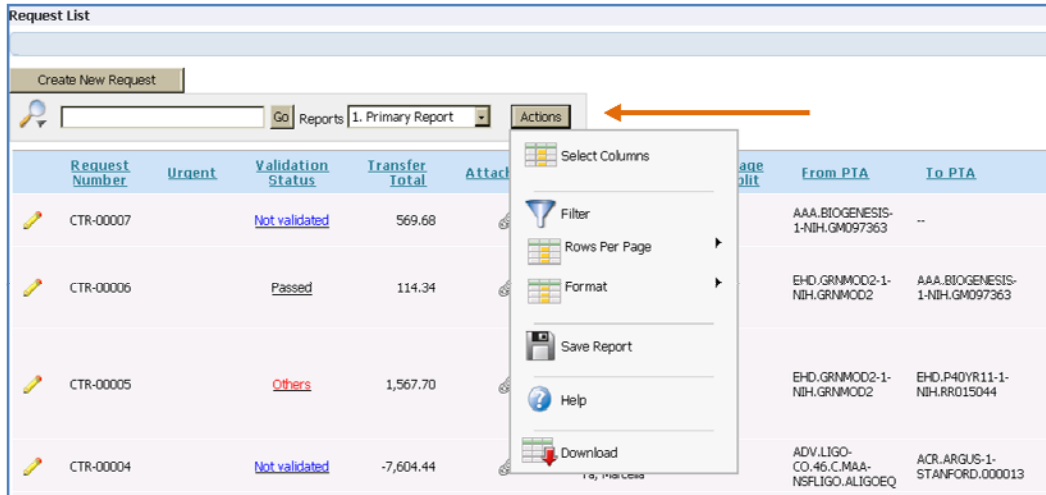 Request List
Create New Request
Go Reports 1. Primary Report Actions
Select Columns
Filter
Rows Per Page
Format
Save Report
Help
Download
Request Number Urgent Validation Status Transfer Total From PTA To PTA
CTR-00007 Not validated 569.68 AAA.BIOGENESIS-
1-NIH.GM097363 --
CTR-00006 Passed 114.34 EHD.GRNMOD2-1-
NIH.GRNMOD2 AAA.BIOGENESIS-
1-NIH.GM097363
CTR-00005 Others 1,567.70 EHD.GRNMOD2-1-
NIH.GRNMOD2 EHD.P40YR11-1-
NIH.RR015044
CTR-00004 Not validated -7,604.44 ADV.LIGO-
CO.46.C.MAA-
NSFLIGO.ALIGOEQ ACR.ARGUS-1-
STANFORD.000013